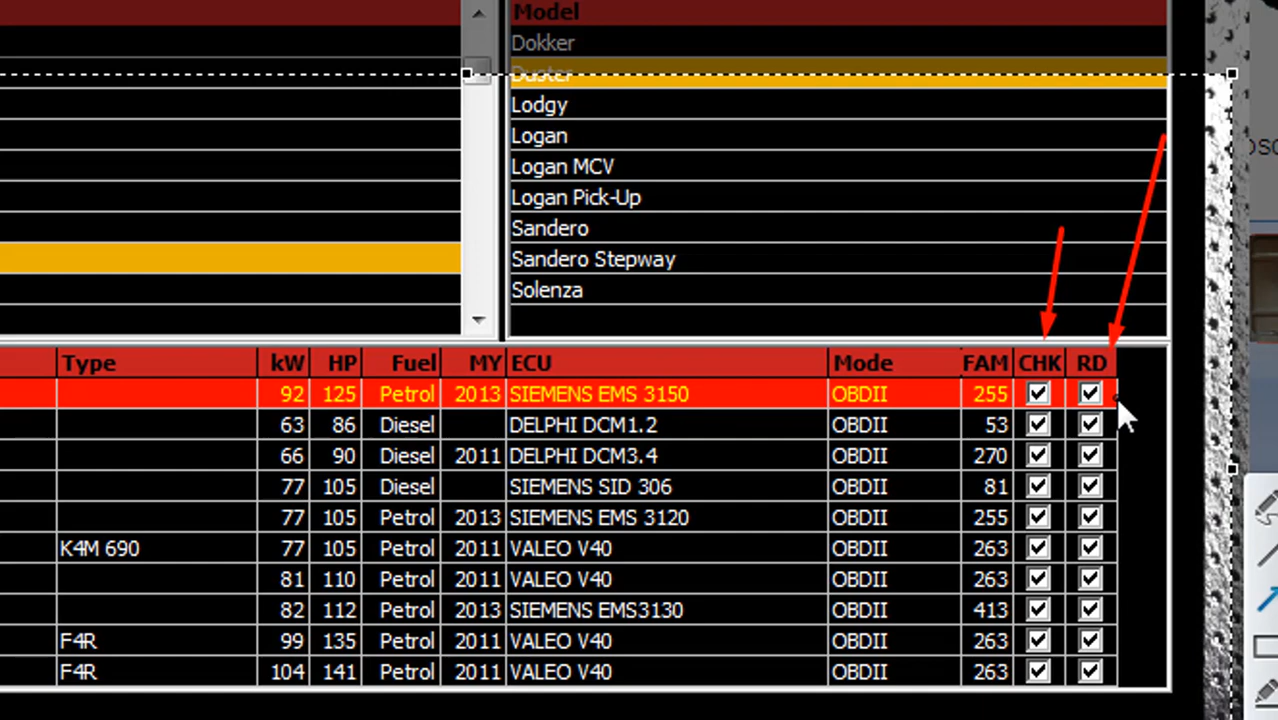 Model
Dokker
Duster
Lodgy
Logan
Logan MCV
Logan Pick-Up
Sandero
Sandero Stepway
Solenza
Type kW HP Fuel MY ECU Mode FAM CHK RD
92 125 Petrol 2013 SIEMENS EMS 3150 OBDII 255
63 86 Diesel DELPHI DCM1.2 OBDII 53
66 90 Diesel 2011 DELPHI DCM3.4 OBDII 270
77 105 Diesel SIEMENS SID 306 OBDII 81
77 105 Petrol 2013 SIEMENS EMS 3120 OBDII 255
K4M 690 77 105 Petrol 2011 VALEO V40 OBDII 263
81 110 Petrol 2011 VALEO V40 OBDII 263
82 112 Petrol 2013 SIEMENS EMS3130 OBDII 413
F4R 99 135 Petrol 2011 VALEO V40 OBDII 263
F4R 104 141 Petrol 2011 VALEO V40 OBDII 263